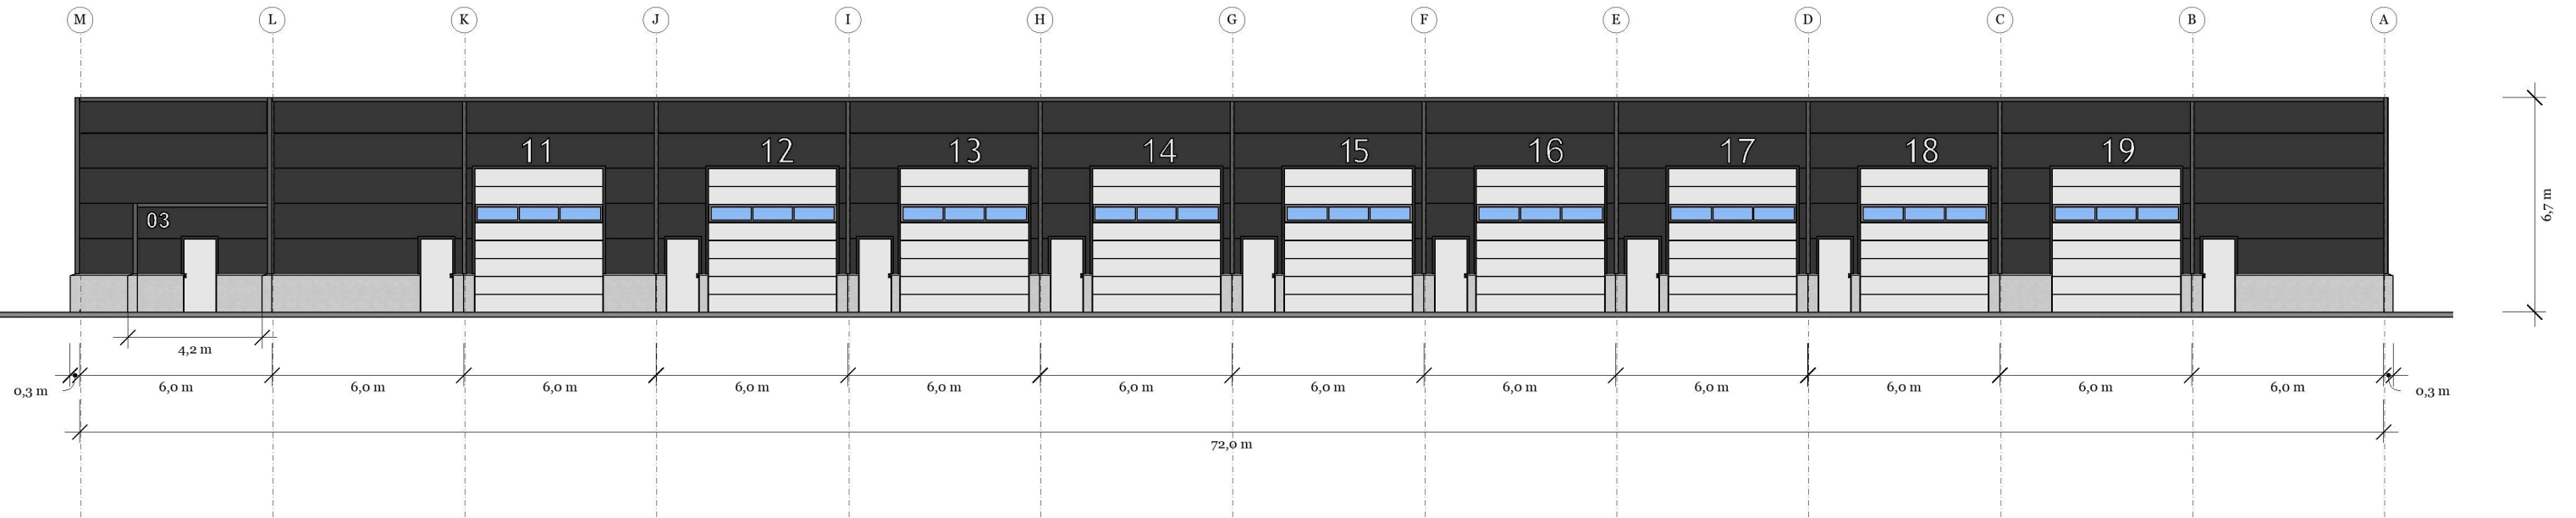 M L K J I H G F E D C B A
11 12 13 14 15 16 17 18 19
6,7 m
03
4,2 m
0,3 m 6,0 m 6,0 m 6,0 m 6,0 m 6,0 m 6,0 m 6,0 m 6,0 m 6,0 m 6,0 m 6,0 m 6,0 m 0,3 m
72,0 m